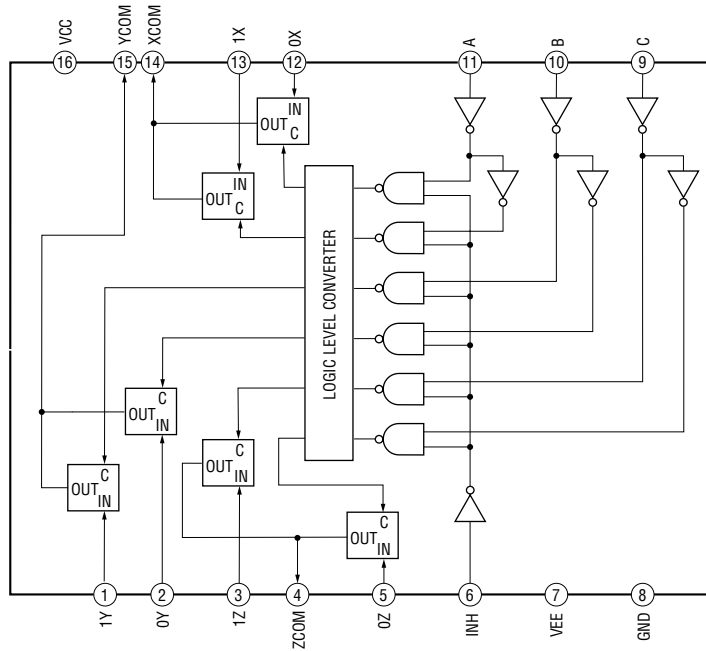 VCC
YCOM
XCOM
1X
0X
A
B
C
16
15
14
13
12
11
10
9
IN
OUT
C
IN
OUT
C
LOGIC LEVEL CONVERTER
C
OUT
IN
C
OUT
IN
C
OUT
IN
C
OUT
IN
1
2
3
4
5
6
7
8
1Y
0Y
1Z
ZCOM
0Z
INH
VEE
GND